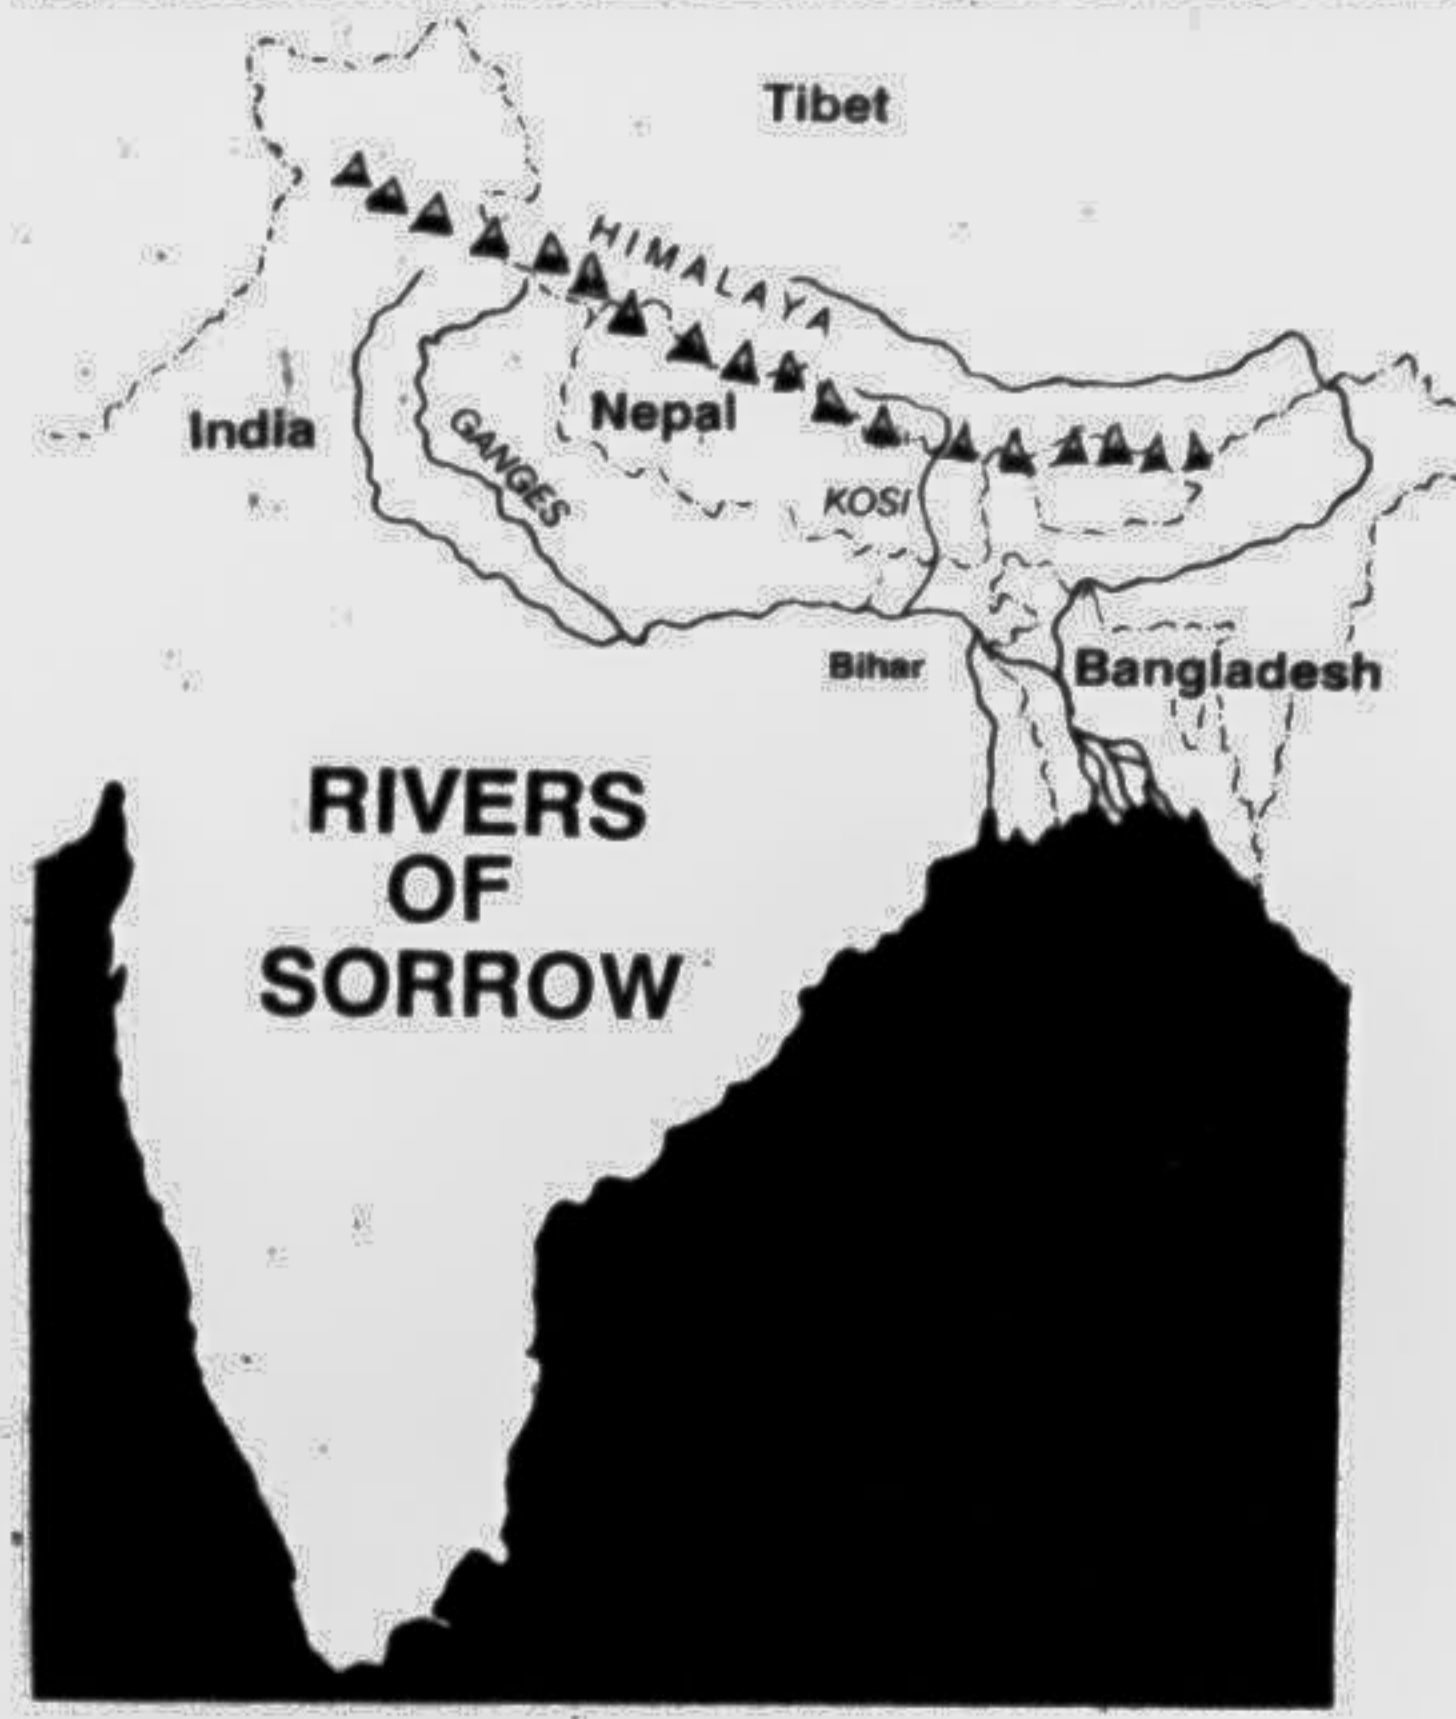 Tibet
HIMALAYA
India
Nepal
GANGES
KOSI
Bihar
Bangladesh
RIVERS
OF
SORROW